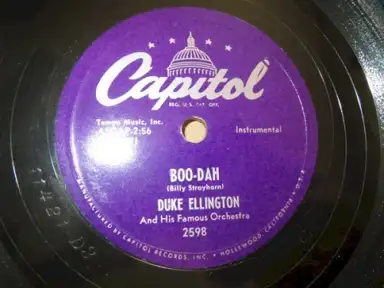 Capitol
REG. U.S. PAT. OFF.
Tempo Music, Inc.
ASCAP-2:56
Instrumental
BOO-DAH
(Billy Strayhorn)
DUKE ELLINGTON
And His Famous Orchestra
2598
MANUFACTURED BY CAPITOL RECORDS, INC. • HOLLYWOOD, CALIFORNIA • U.S.A.